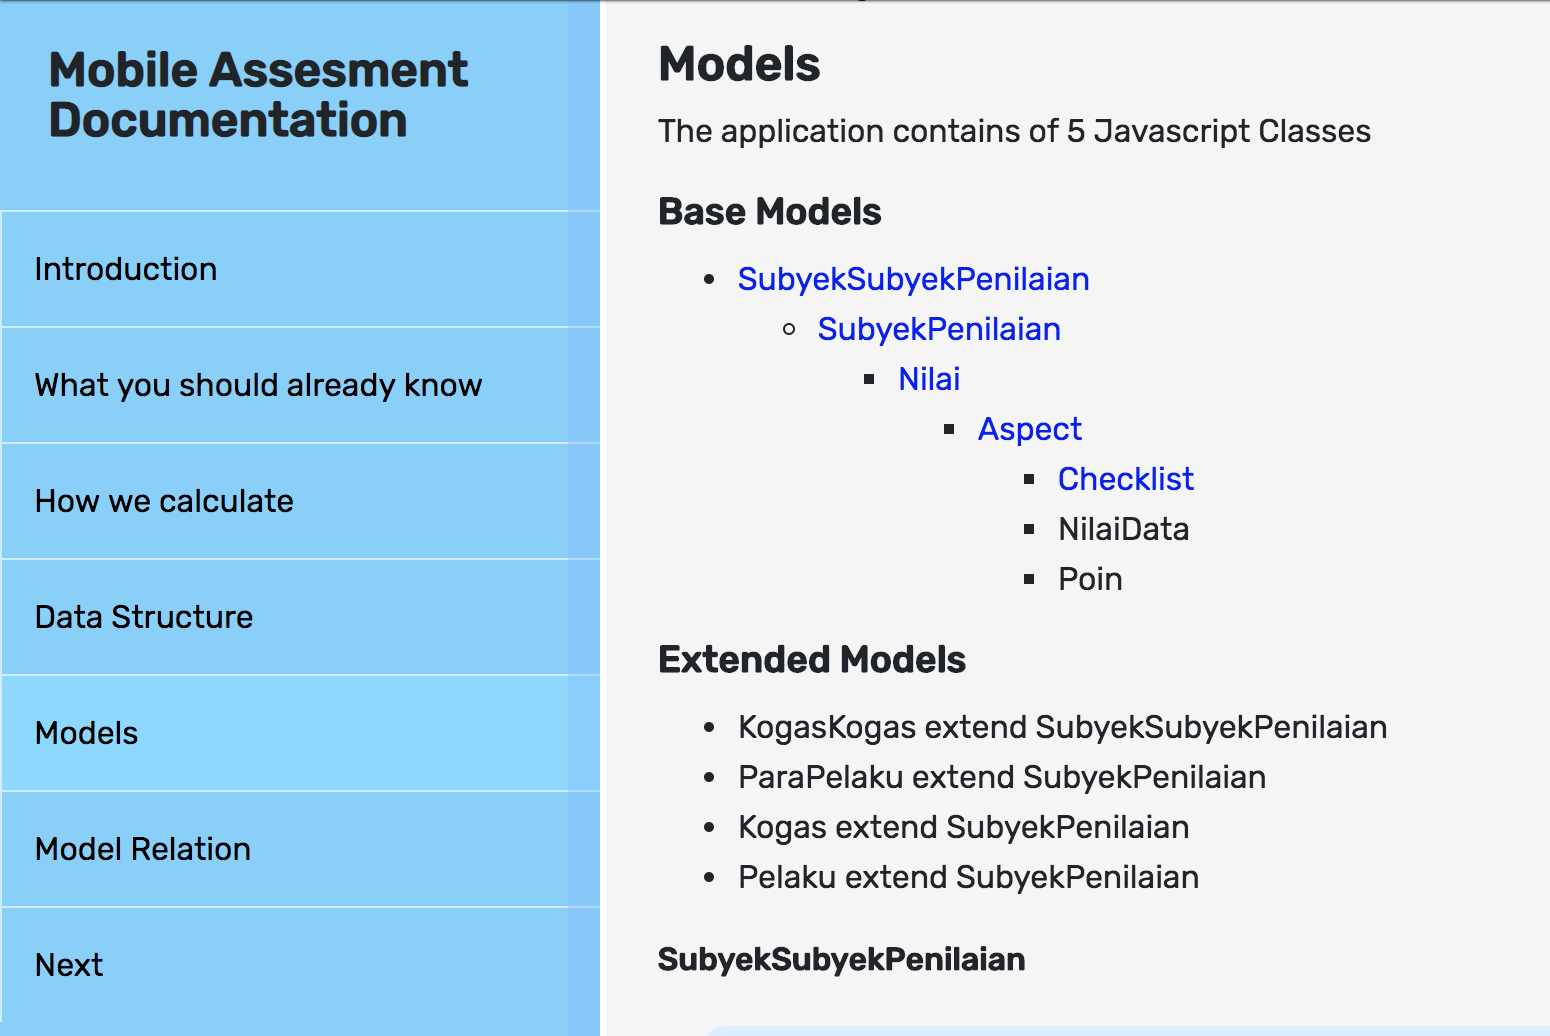 Mobile Assesment
Documentation
Introduction
What you should already know
How we calculate
Data Structure
Models
Model Relation
Next
Models
The application contains of 5 Javascript Classes
Base Models
SubyekSubyekPenilaian
SubyekPenilaian
Nilai
Aspect
Checklist
NilaiData
Poin
Extended Models
KogasKogas extend SubyekSubyekPenilaian
ParaPelaku extend SubyekPenilaian
Kogas extend SubyekPenilaian
Pelaku extend SubyekPenilaian
SubyekSubyekPenilaian